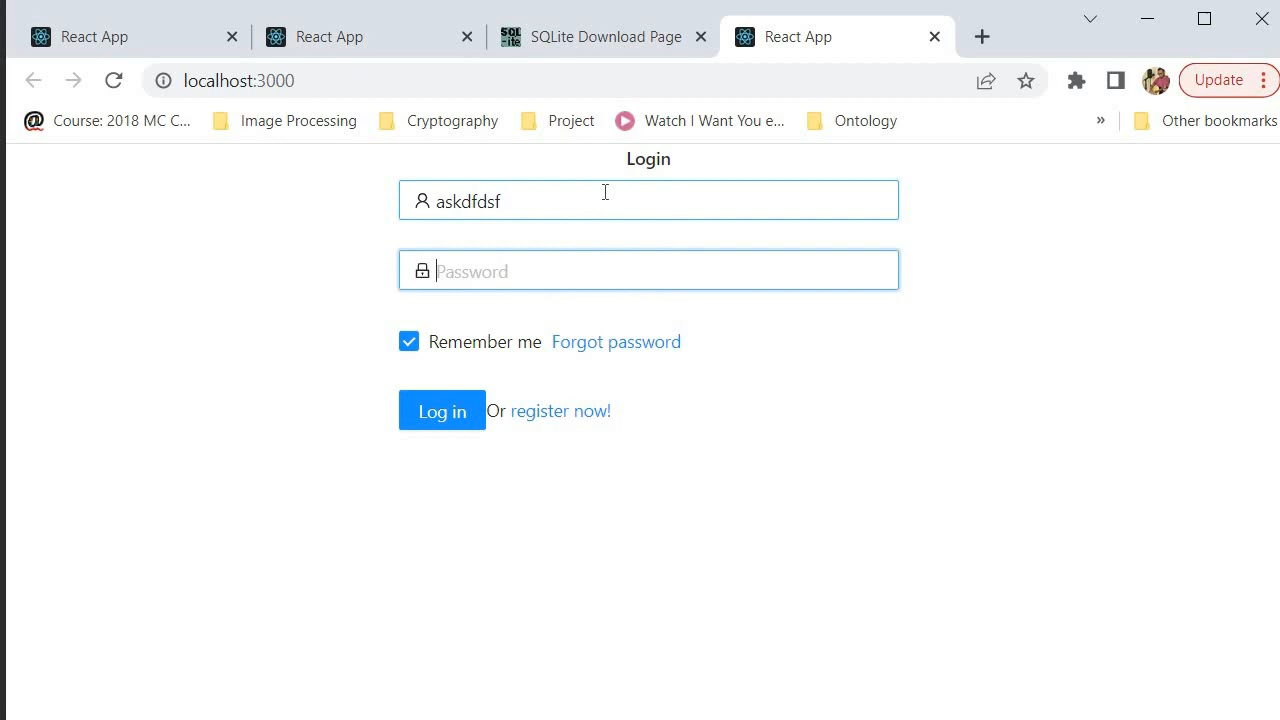 React App
React App
SQLite Download Page
React App
localhost:3000
Update
Course: 2018 MC C...
Image Processing
Cryptography
Project
Watch I Want You e...
Ontology
»
Other bookmarks
Login
askdfdsf
Password
Remember me Forgot password
Log in Or register now!